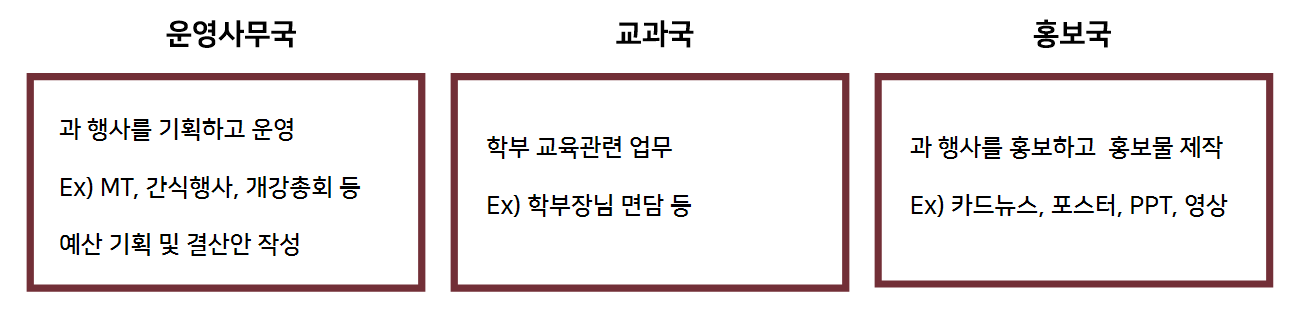 운영사무국
과 행사를 기획하고 운영
Ex) MT, 간식행사, 개강총회 등
예산 기획 및 결산안 작성
교과국
학부 교육관련 업무
Ex) 학부장님 면담 등
홍보국
과 행사를 홍보하고 홍보물 제작
Ex) 카드뉴스, 포스터, PPT, 영상